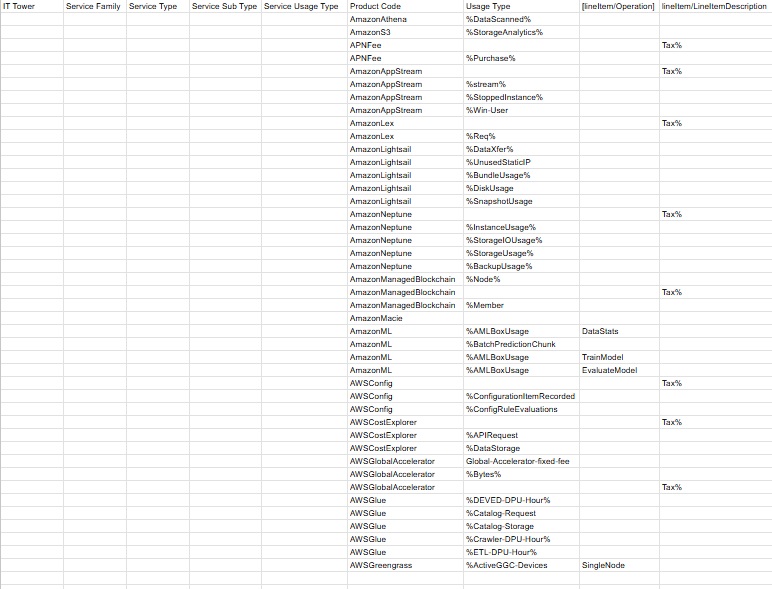 IT Tower Service Family Service Type Service Sub Type Service Usage Type Product Code Usage Type [lineItem/Operation] lineItem/LineItemDescription
AmazonAthena %DataScanned%
AmazonS3 %StorageAnalytics%
APNFee Tax%
APNFee %Purchase%
AmazonAppStream Tax%
AmazonAppStream %stream%
AmazonAppStream %StoppedInstance%
AmazonAppStream %Win-User
AmazonLex Tax%
AmazonLex %Req%
AmazonLightsail %DataXfer%
AmazonLightsail %UnusedStaticIP
AmazonLightsail %BundleUsage%
AmazonLightsail %DiskUsage
AmazonLightsail %SnapshotUsage
AmazonNeptune Tax%
AmazonNeptune %InstanceUsage%
AmazonNeptune %StorageIOUsage%
AmazonNeptune %StorageUsage%
AmazonNeptune %BackupUsage%
AmazonManagedBlockchain %Node%
AmazonManagedBlockchain Tax%
AmazonManagedBlockchain %Member
AmazonMacie
AmazonML %AMLBoxUsage DataStats
AmazonML %BatchPredictionChunk
AmazonML %AMLBoxUsage TrainModel
AmazonML %AMLBoxUsage EvaluateModel
AWSConfig Tax%
AWSConfig %ConfigurationItemRecorded
AWSConfig %ConfigRuleEvaluations
AWSCostExplorer Tax%
AWSCostExplorer %APIRequest
AWSCostExplorer %DataStorage
AWSGlobalAccelerator Global-Accelerator-fixed-fee
AWSGlobalAccelerator %Bytes%
AWSGlobalAccelerator Tax%
AWSGlue %DEVED-DPU-Hour%
AWSGlue %Catalog-Request
AWSGlue %Catalog-Storage
AWSGlue %Crawler-DPU-Hour%
AWSGlue %ETL-DPU-Hour%
AWSGreengrass %ActiveGGC-Devices SingleNode